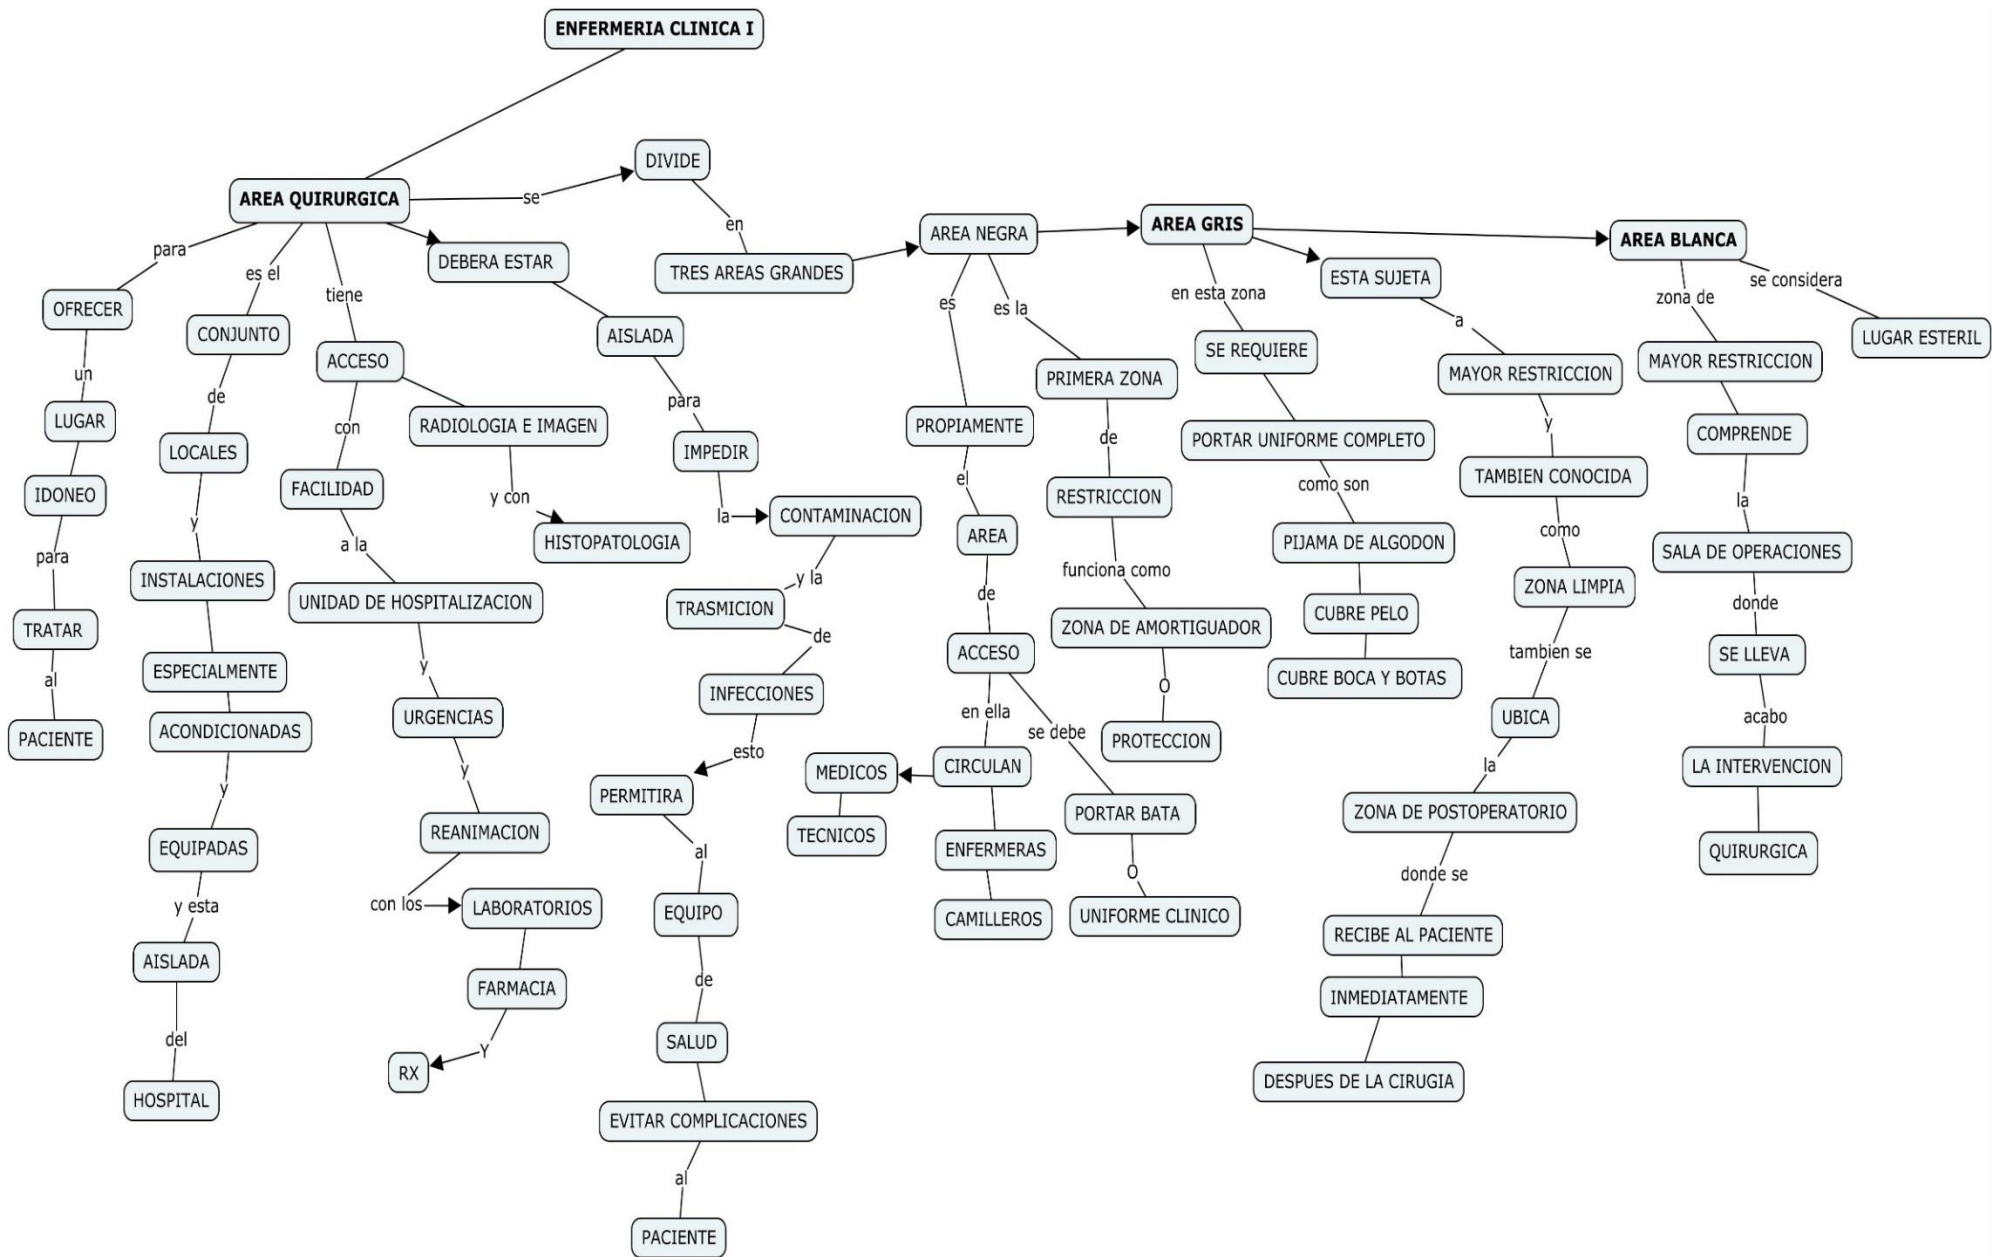 ENFERMERIA CLINICA I
AREA QUIRURGICA
para
OFRECER
un
LUGAR
IDONEO
para
TRATAR
al
PACIENTE
es el
CONJUNTO
de
LOCALES
y
INSTALACIONES
ESPECIALMENTE
ACONDICIONADAS
y
EQUIPADAS
y esta
AISLADA
del
HOSPITAL
tiene
ACCESO
con
FACILIDAD
a la
UNIDAD DE HOSPITALIZACION
y
URGENCIAS
y
REANIMACION
con los
LABORATORIOS
FARMACIA
Y
RX
RADIOLOGIA E IMAGEN
y con
HISTOPATOLOGIA
DEBERA ESTAR
AISLADA
para
IMPEDIR
la
CONTAMINACION
y la
TRASMICION
de
INFECCIONES
esto
PERMITIRA
al
EQUIPO
de
SALUD
EVITAR COMPLICACIONES
al
PACIENTE
se
DIVIDE
en
TRES AREAS GRANDES
AREA NEGRA
es
PROPIAMENTE
el
AREA
de
ACCESO
en ella
CIRCULAN
MEDICOS
TECNICOS
ENFERMERAS
CAMILLEROS
se debe
PORTAR BATA
O
UNIFORME CLINICO
es la
PRIMERA ZONA
de
RESTRICCION
funciona como
ZONA DE AMORTIGUADOR
O
PROTECCION
AREA GRIS
en esta zona
SE REQUIERE
PORTAR UNIFORME COMPLETO
como son
PIJAMA DE ALGODON
CUBRE PELO
CUBRE BOCA Y BOTAS
ESTA SUJETA
a
MAYOR RESTRICCION
y
TAMBIEN CONOCIDA
como
ZONA LIMPIA
tambien se
UBICA
la
ZONA DE POSTOPERATORIO
donde se
RECIBE AL PACIENTE
INMEDIATAMENTE
DESPUES DE LA CIRUGIA
AREA BLANCA
zona de
MAYOR RESTRICCION
COMPRENDE
la
SALA DE OPERACIONES
donde
SE LLEVA
acabo
LA INTERVENCION
QUIRURGICA
se considera
LUGAR ESTERIL